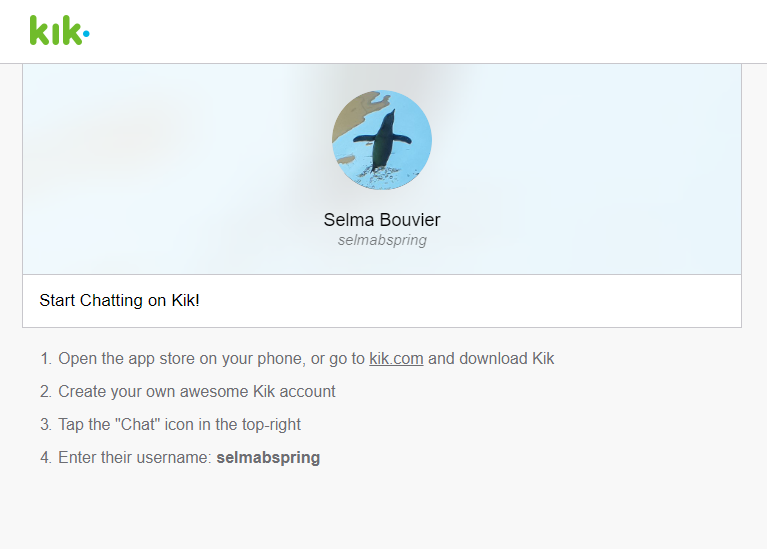 kik.
Selma Bouvier
selmabspring
Start Chatting on Kik!
1. Open the app store on your phone, or go to kik.com and download Kik
2. Create your own awesome Kik account
3. Tap the "Chat" icon in the top-right
4. Enter their username: selmabspring